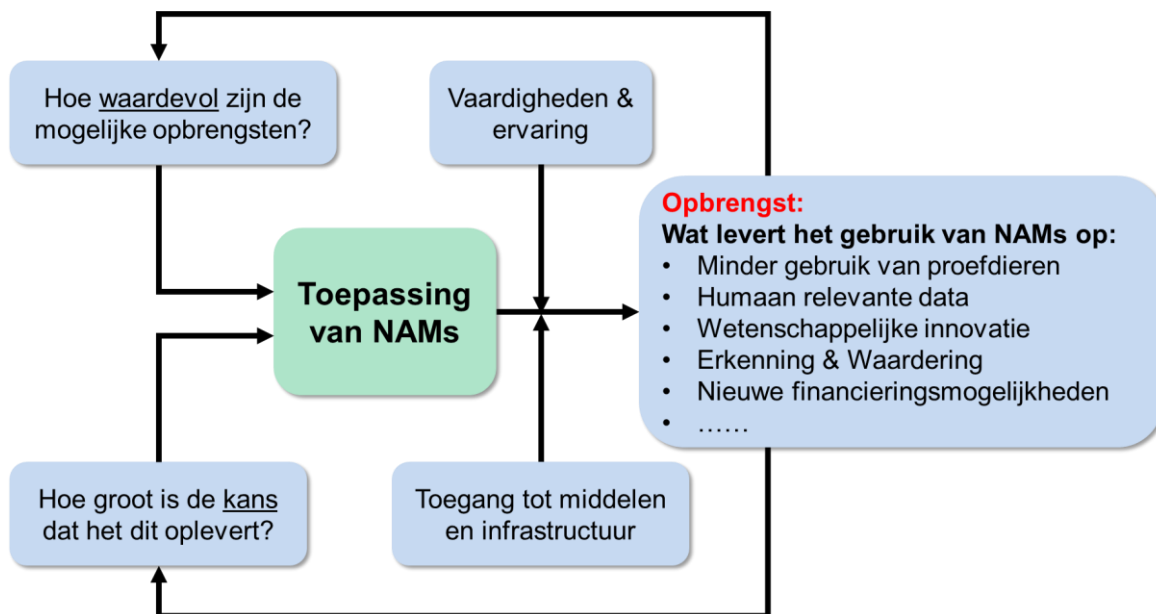 Hoe waardevol zijn de
mogelijke opbrengsten?
Vaardigheden &
ervaring
Toepassing
van NAMs
Opbrengst:
Wat levert het gebruik van NAMs op:
• Minder gebruik van proefdieren
• Humaan relevante data
• Wetenschappelijke innovatie
• Erkenning & Waardering
• Nieuwe financieringsmogelijkheden
• ……
Hoe groot is de kans
dat het dit oplevert?
Toegang tot middelen
en infrastructuur